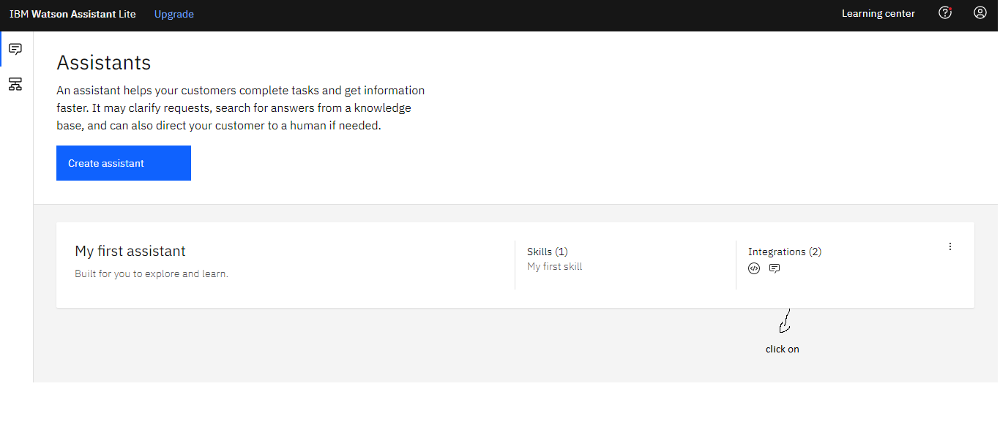 IBM Watson Assistant Lite
Upgrade
Learning center
Assistants
An assistant helps your customers complete tasks and get information
faster. It may clarify requests, search for answers from a knowledge
base, and can also direct your customer to a human if needed.
Create assistant
My first assistant
Built for you to explore and learn.
Skills (1)
My first skill
Integrations (2)
click on